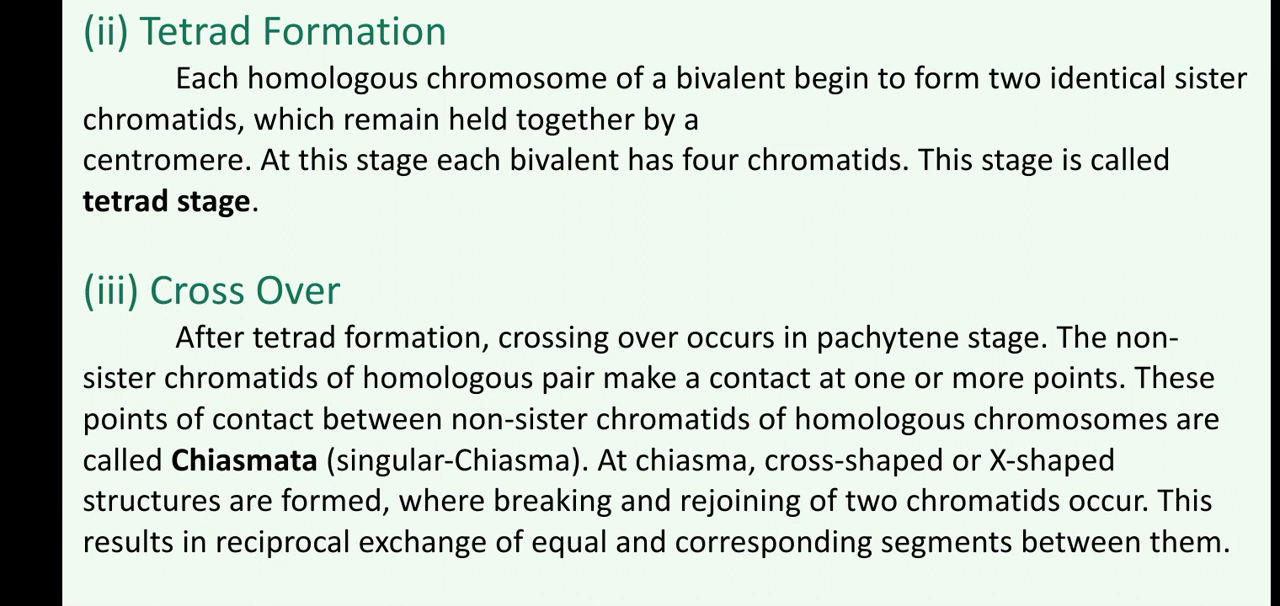 (ii) Tetrad Formation
Each homologous chromosome of a bivalent begin to form two identical sister
chromatids, which remain held together by a
centromere. At this stage each bivalent has four chromatids. This stage is called
tetrad stage.
(iii) Cross Over
After tetrad formation, crossing over occurs in pachytene stage. The non-
sister chromatids of homologous pair make a contact at one or more points. These
points of contact between non-sister chromatids of homologous chromosomes are
called Chiasmata (singular-Chiasma). At chiasma, cross-shaped or X-shaped
structures are formed, where breaking and rejoining of two chromatids occur. This
results in reciprocal exchange of equal and corresponding segments between them.